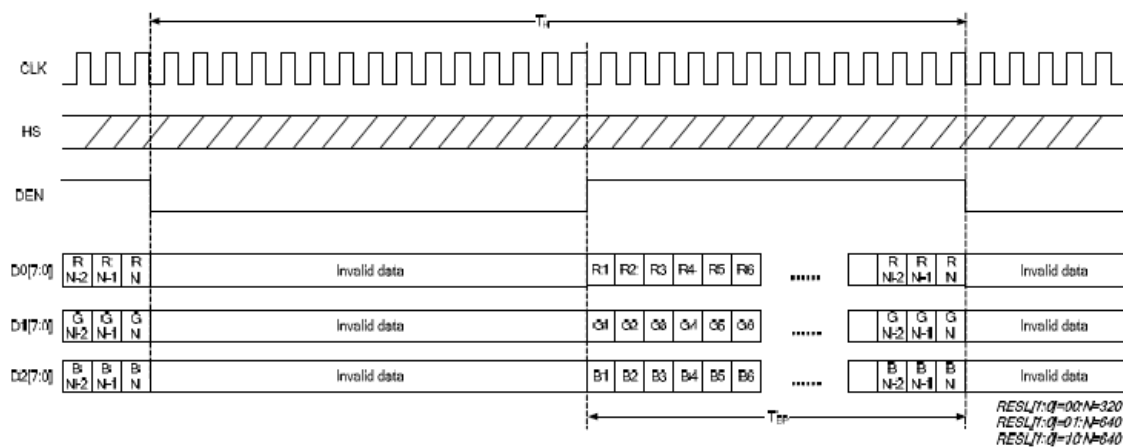 TH
CLK
HS
DEN
D0[7:0] R N-2 R N-1 R N Invalid data R1 R2 R3 R4 R5 R6 ...... R N-2 R N-1 R N Invalid data
D1[7:0] G N-2 G N-1 G N Invalid data G1 G2 G3 G4 G5 G6 ...... G N-2 G N-1 G N Invalid data
D2[7:0] B N-2 B N-1 B N Invalid data B1 B2 B3 B4 B5 B6 ...... B N-2 B N-1 B N Invalid data
TEP
RESL[1:0]=00:N=320
RESL[1:0]=01:N=640
RESL[1:0]=10:N=640